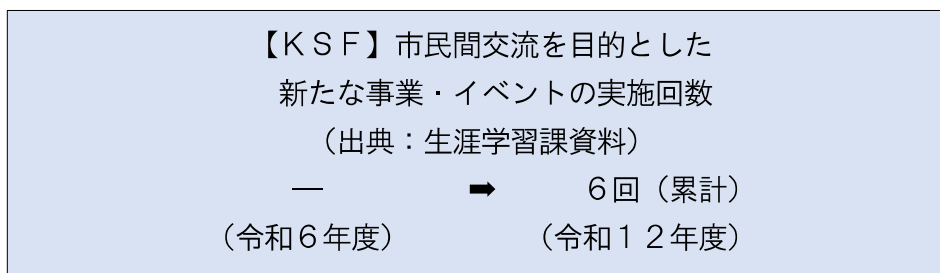 【ＫＳＦ】市民間交流を目的とした
新たな事業・イベントの実施回数
（出典：生涯学習課資料）
― ➡ ６回（累計）
（令和６年度） （令和１２年度）